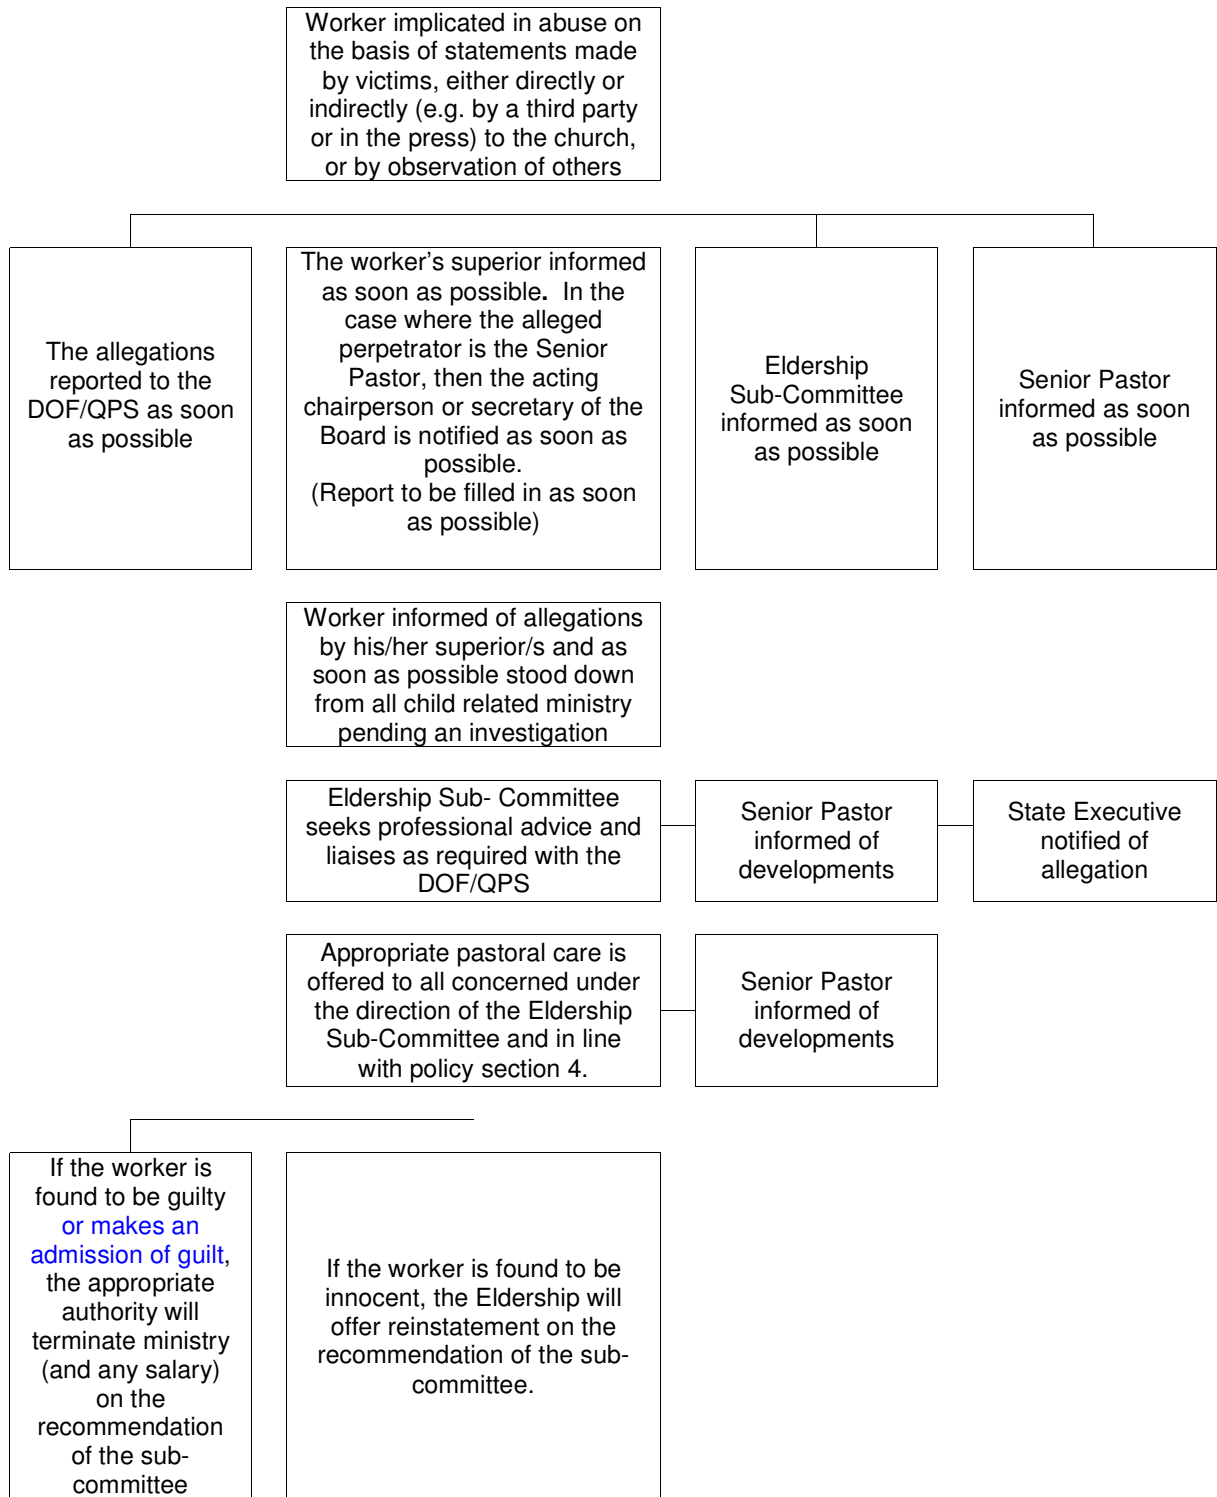 Worker implicated in abuse on
the basis of statements made
by victims, either directly or
indirectly (e.g. by a third party
or in the press) to the church,
or by observation of others
The allegations
reported to the
DOF/QPS as soon
as possible
The worker's superior informed
as soon as possible. In the
case where the alleged
perpetrator is the Senior
Pastor, then the acting
chairperson or secretary of the
Board is notified as soon as
possible.
(Report to be filled in as soon
as possible)
Eldership
Sub-Committee
informed as soon
as possible
Senior Pastor
informed as soon
as possible
Worker informed of allegations
by his/her superior/s and as
soon as possible stood down
from all child related ministry
pending an investigation
Eldership Sub- Committee
seeks professional advice and
liaises as required with the
DOF/QPS
Senior Pastor
informed of
developments
State Executive
notified of
allegation
Appropriate pastoral care is
offered to all concerned under
the direction of the Eldership
Sub-Committee and in line
with policy section 4.
Senior Pastor
informed of
developments
If the worker is
found to be guilty
or makes an
admission of guilt,
the appropriate
authority will
terminate ministry
(and any salary)
on the
recommendation
of the sub-
committee
If the worker is found to be
innocent, the Eldership will
offer reinstatement on the
recommendation of the sub-
committee.